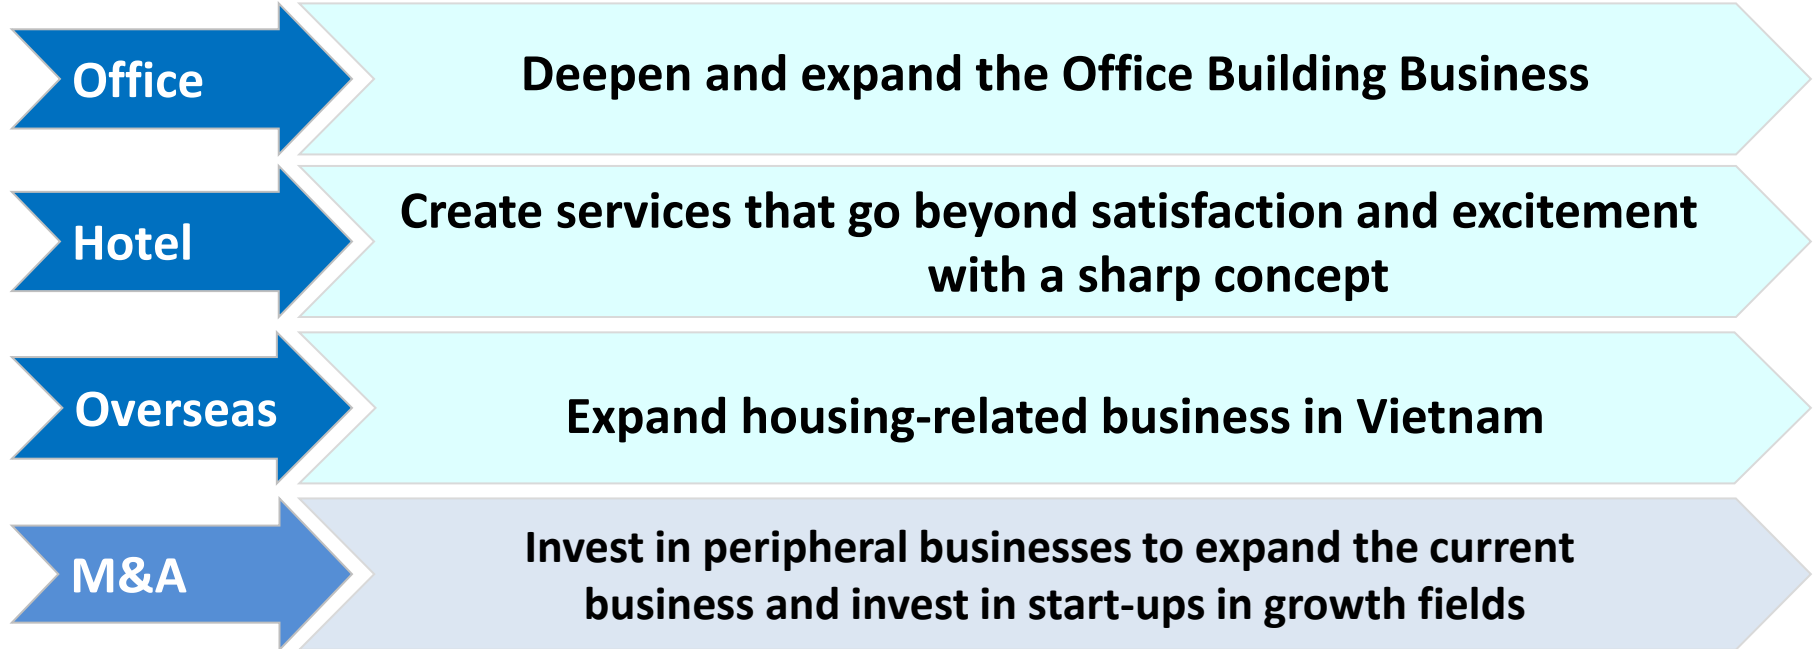 Office
Deepen and expand the Office Building Business
Hotel
Create services that go beyond satisfaction and excitement
with a sharp concept
Overseas
Expand housing-related business in Vietnam
M&A
Invest in peripheral businesses to expand the current
business and invest in start-ups in growth fields